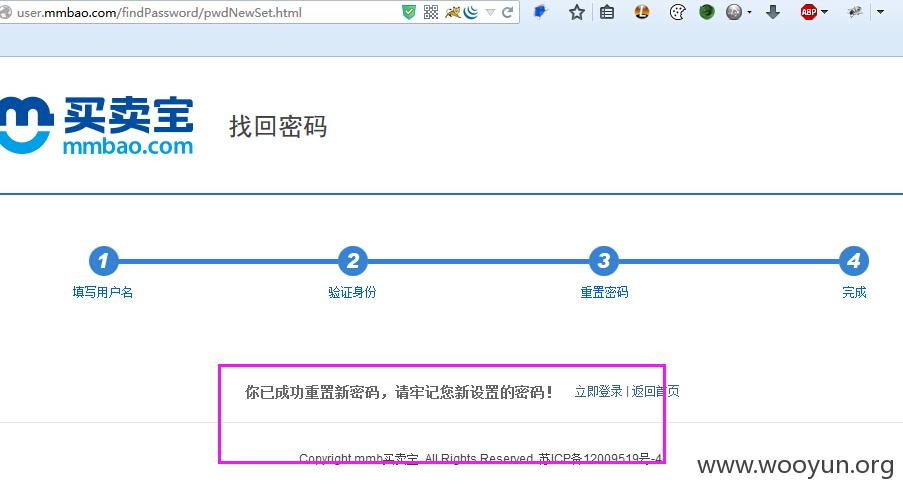 user.mmbao.com/findPassword/pwdNewSet.html
ABP
买卖宝
mmbao.com
找回密码
1 2 3 4
填写用户名 验证身份 重置密码 完成
你已成功重置新密码，请牢记您新设置的密码！ 立即登录 | 返回首页
Copyright mmb买卖宝 All Rights Reserved 苏ICP备12009519号-4
www.wooyun.org